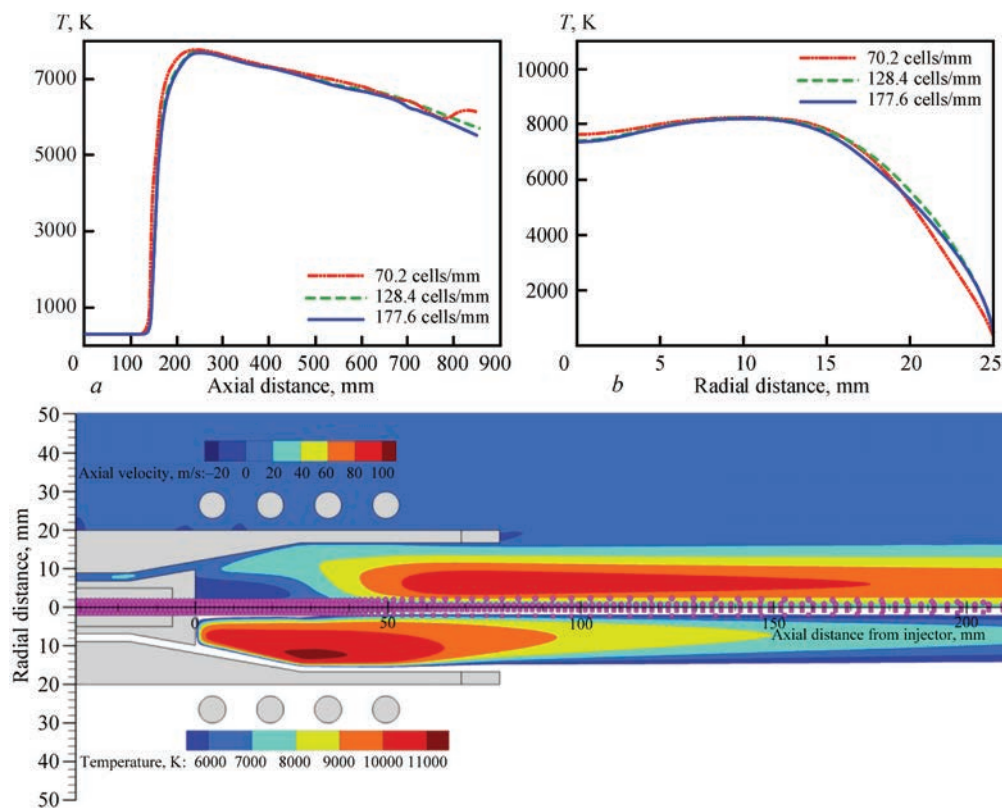 T, K
7000
5000
3000
1000
70.2 cells/mm
128.4 cells/mm
177.6 cells/mm
0 100 200 300 400 500 600 700 800 900
a Axial distance, mm
T, K
10000
8000
6000
4000
2000
70.2 cells/mm
128.4 cells/mm
177.6 cells/mm
0 5 10 15 20 25
b Radial distance, mm
Radial distance, mm
50
40
30
20
10
0
10
20
30
40
50
Axial velocity, m/s: –20 0 20 40 60 80 100
0 50 100 150 200
Axial distance from injector, mm
Temperature, K: 6000 7000 8000 9000 10000 11000